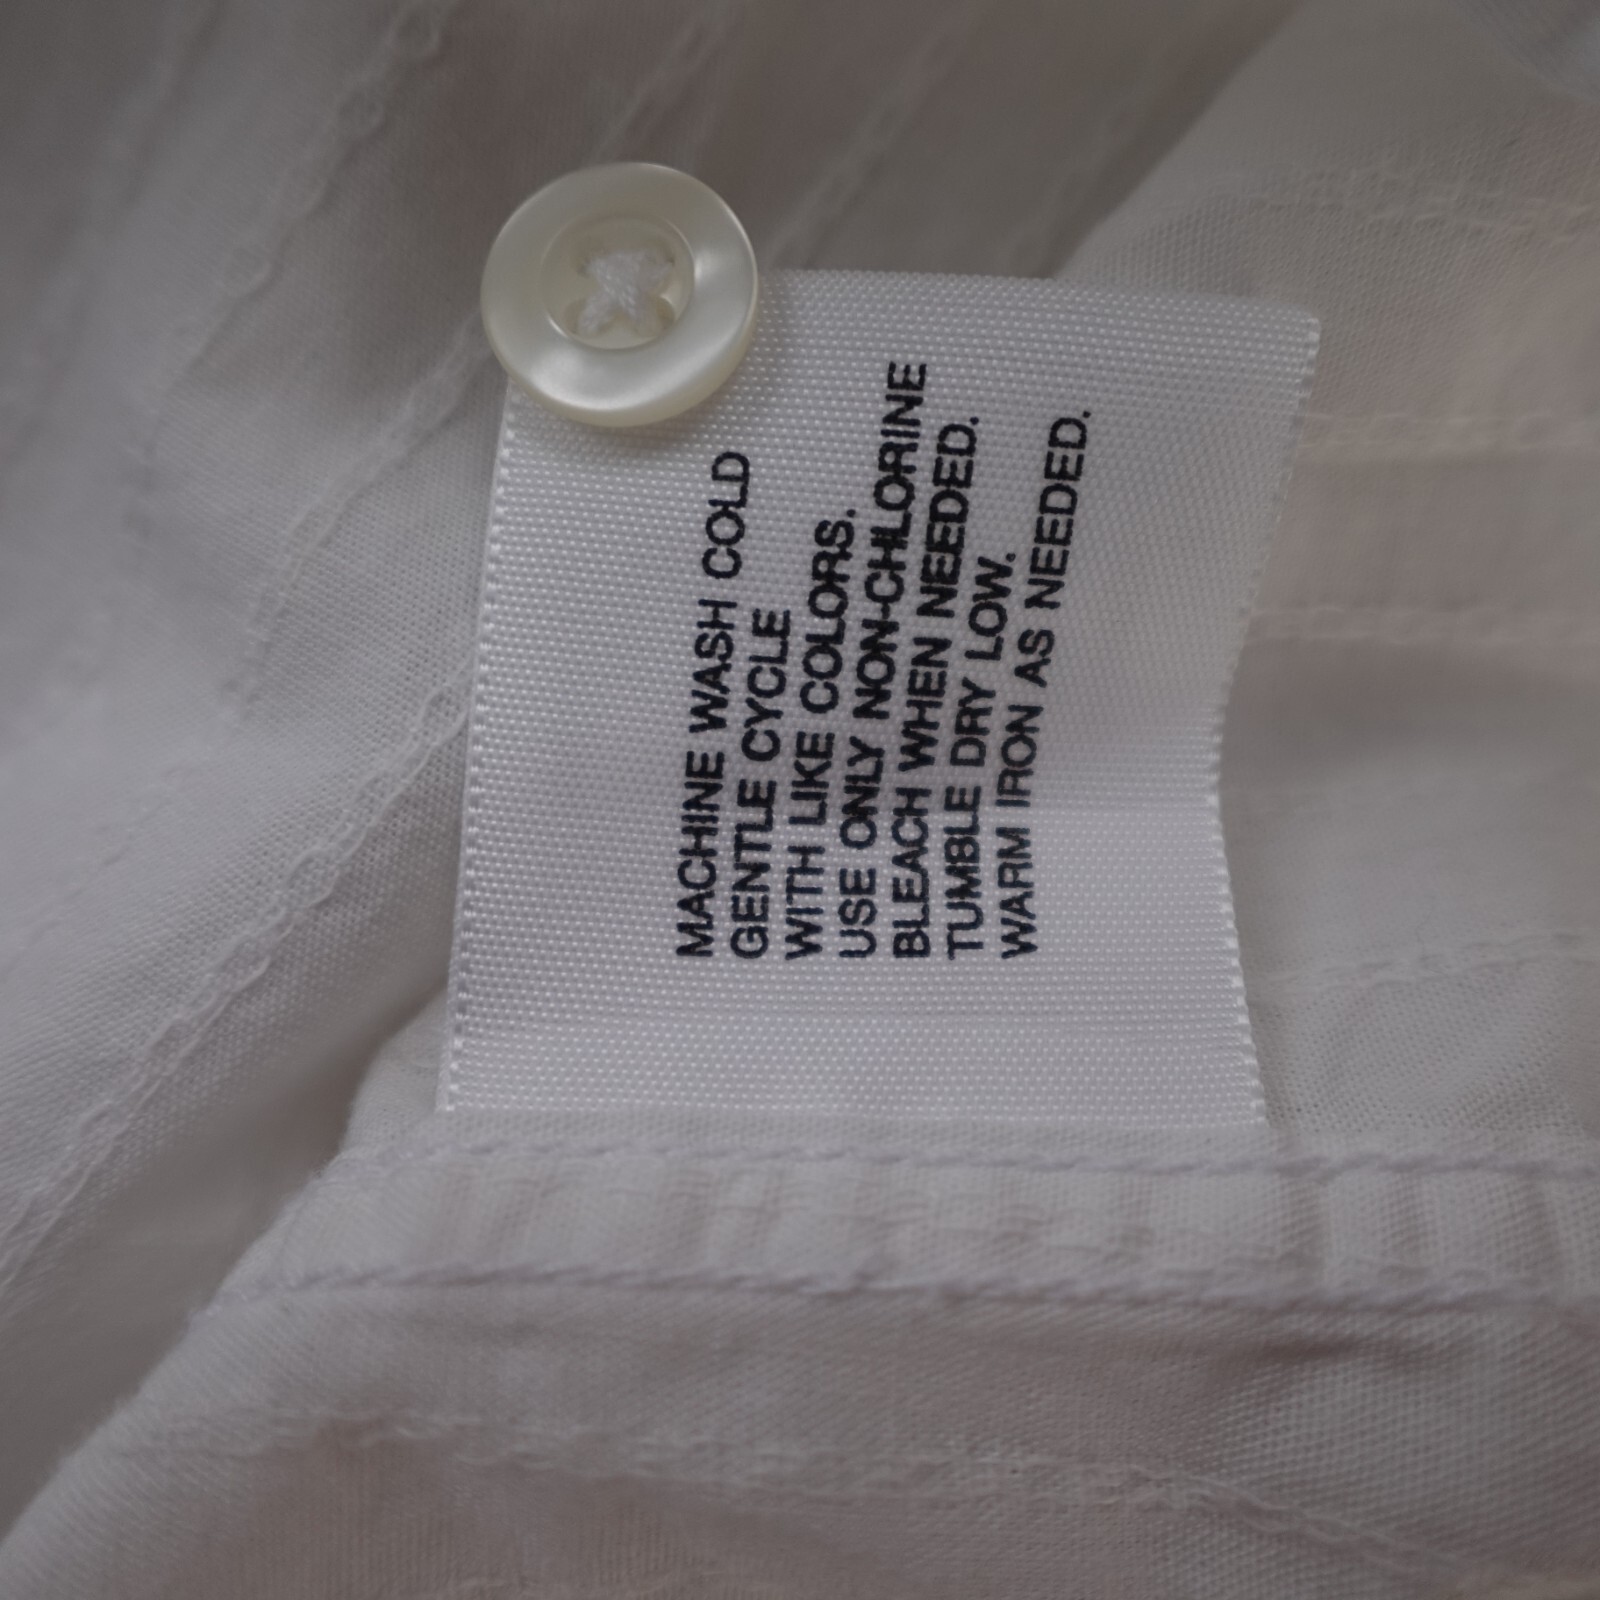 MACHINE WASH COLD
GENTLE CYCLE
WITH LIKE COLORS.
USE ONLY NON-CHLORINE
BLEACH WHEN NEEDED.
TUMBLE DRY LOW.
WARM IRON AS NEEDED.